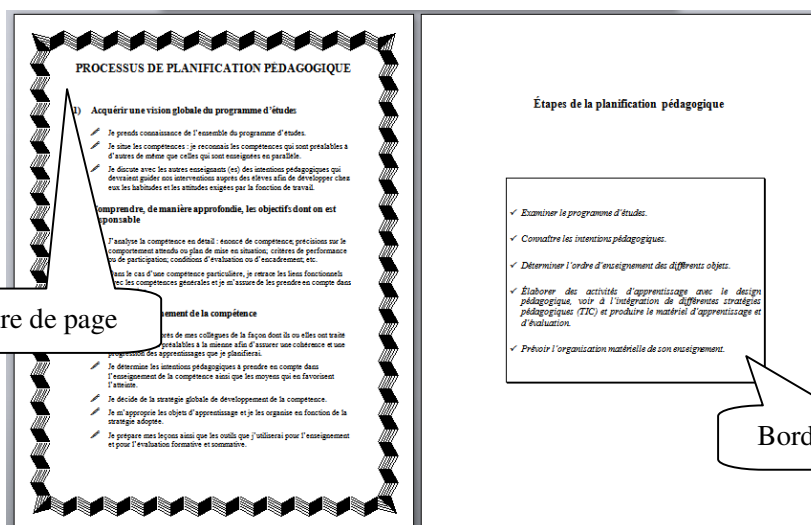 PROCESSUS DE PLANIFICATION PÉDAGOGIQUE
1) Acquérir une vision globale du programme d'études
Je prends connaissance de l'ensemble du programme d'études.
Je situe les compétences : je reconnais les compétences qui sont préalables à
d'autres de même que celles qui sont enseignées en parallèle.
Je discute avec les autres enseignants (es) des intentions pédagogiques qui
devraient guider nos interventions auprès des élèves afin de développer chez
eux les habitudes et les attitudes exigées par la fonction de travail.
omprendre, de manière approfondie, les objectifs dont on est
sponsable
J'analyse la compétence en détail : énoncé de compétence; précisions sur le
comportement attendu ou plan de mise en situation; critères de performance
ou de participation; conditions d'évaluation ou d'encadrement; etc.
Dans le cas d'une compétence particulière, je retrace les liens fonctionnels
avec les compétences générales et je m'assure de les prendre en compte dans
re de page
nement de la compétence
rès de mes collègues de la façon dont ils ou elles ont traité
préalables à la mienne afin d'assurer une cohérence et une
progression des apprentissages que je planifierai.
Je détermine les intentions pédagogiques à prendre en compte dans
l'enseignement de la compétence ainsi que les moyens qui en favorisent
l'atteinte.
Je décide de la stratégie globale de développement de la compétence.
Je m'approprie les objets d'apprentissage et je les organise en fonction de la
stratégie adoptée.
Je prépare mes leçons ainsi que les outils que j'utiliserai pour l'enseignement
et pour l'évaluation formative et sommative.
Étapes de la planification pédagogique
✓ Examiner le programme d'études.
✓ Connaître les intentions pédagogiques.
✓ Déterminer l'ordre d'enseignement des différents objets.
✓ Élaborer des activités d'apprentissage avec le design
pédagogique, voir à l'intégration de différentes stratégies
pédagogiques (TIC) et produire le matériel d'apprentissage et
d'évaluation.
✓ Prévoir l'organisation matérielle de son enseignement.
Bord